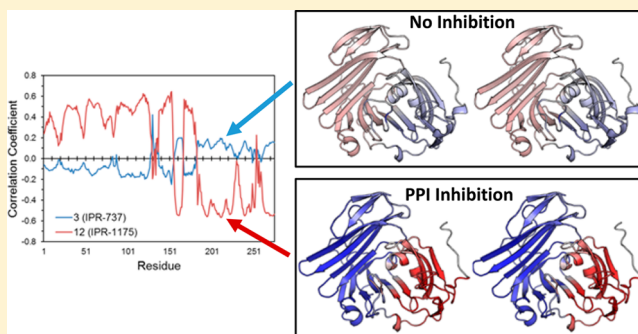 No Inhibition
Correlation Coefficient
0.8
0.6
0.4
0.2
0.0
-0.2
-0.4
-0.6
-0.8
3 (IPR-737)
12 (IPR-1175)
1 51 101 151 201 251
Residue
PPI Inhibition